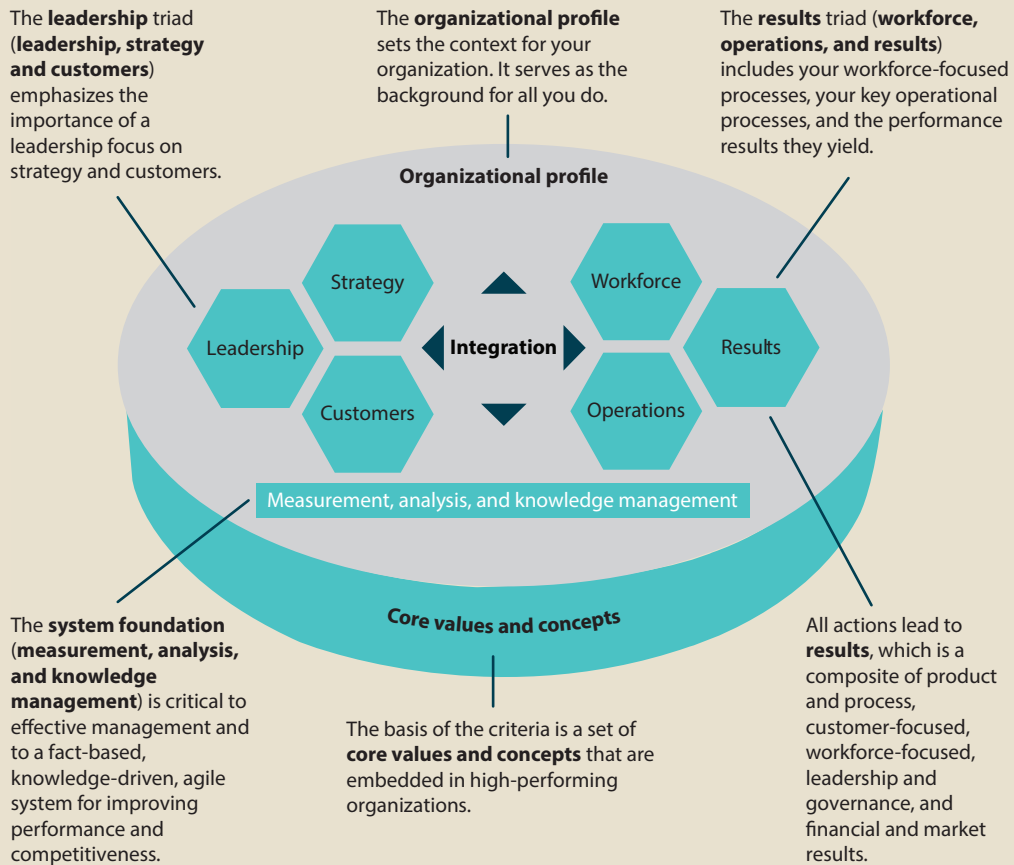 The leadership triad
(leadership, strategy
and customers)
emphasizes the
importance of a
leadership focus on
strategy and customers.
The organizational profile
sets the context for your
organization. It serves as the
background for all you do.
The results triad (workforce,
operations, and results)
includes your workforce-focused
processes, your key operational
processes, and the performance
results they yield.
Organizational profile
Strategy
Leadership
Customers
Integration
Workforce
Results
Operations
Measurement, analysis, and knowledge management
Core values and concepts
The system foundation
(measurement, analysis,
and knowledge
management) is critical to
effective management and
to a fact-based,
knowledge-driven, agile
system for improving
performance and
competitiveness.
The basis of the criteria is a set of
core values and concepts that are
embedded in high-performing
organizations.
All actions lead to
results, which is a
composite of product
and process,
customer-focused,
workforce-focused,
leadership and
governance, and
financial and market
results.